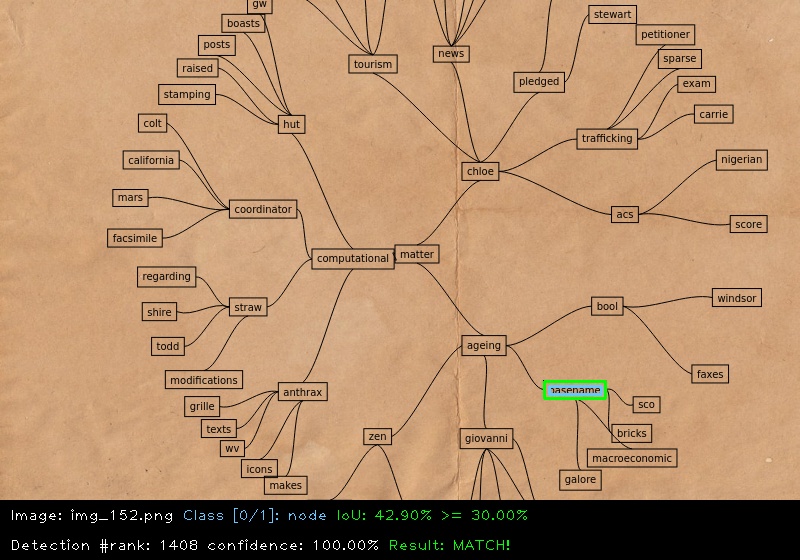 gw
boasts
stewart
petitioner
posts
news
sparse
tourism
raised
pledged
exam
stamping
carrie
colt
hut
trafficking
california
nigerian
chloe
mars
coordinator
acs
score
facsimile
matter
computational
regarding
windsor
straw
bool
shire
todd
ageing
faxes
modifications
anthrax
basename
grille
sco
texts
bricks
zen
giovanni
wv
macroeconomic
icons
galore
makes
Image: img_152.png Class [0/1]: node IoU: 42.90% >= 30.00%
Detection #rank: 1408 confidence: 100.00% Result: MATCH!